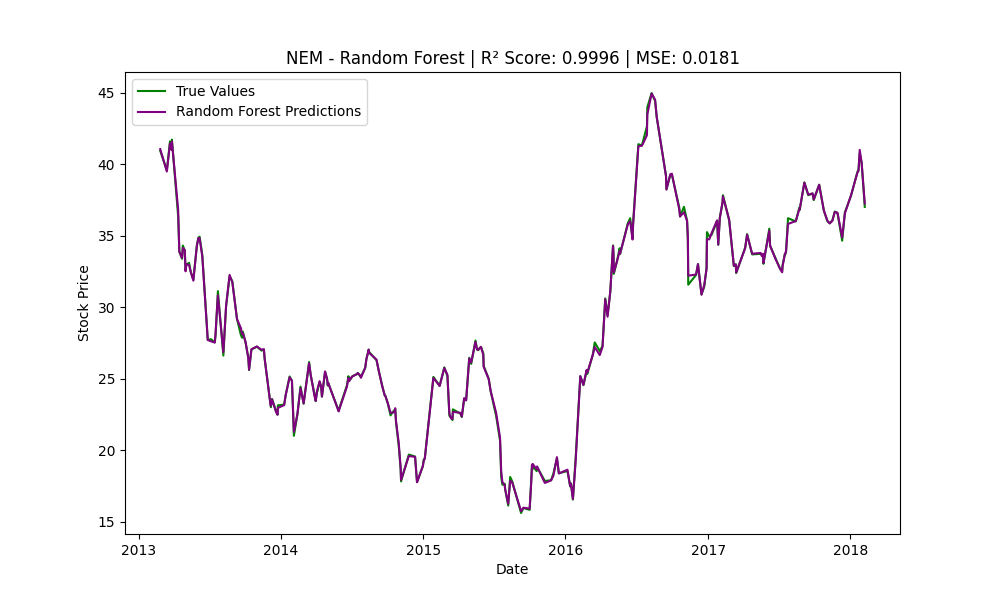 NEM - Random Forest | R² Score: 0.9996 | MSE: 0.0181
True Values
Random Forest Predictions
Stock Price
45
40
35
30
25
20
15
2013 2014 2015 2016 2017 2018
Date